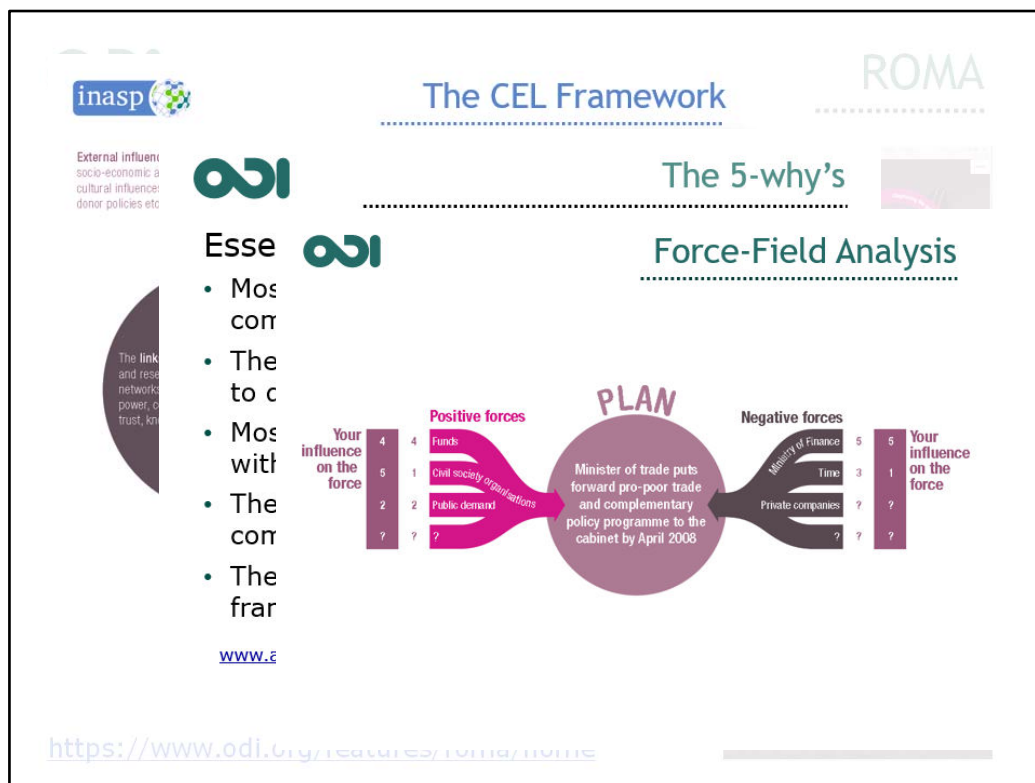 ROMA
inasp
The CEL Framework
External influen
socio-economic a
cultural influences
donor policies etc
ODI
The 5-why's
The link
and rese
networks
power, c
trust, kn
Esse
• Mos
com
• The
to c
• Mos
with
• The
com
• The
fran
www.a
ODI
Force-Field Analysis
PLAN
Positive forces
Your
influence
on the
force
4 4 Funds
5 1 Civil society organisations
2 2 Public demand
? ? ?
Minister of trade puts
forward pro-poor trade
and complementary
policy programme to the
cabinet by April 2008
Negative forces
Ministry of Finance 5 5
Time 3 1
Private companies ? ?
? ? ?
Your
influence
on the
force
https://www.odi.org/features/roma/home